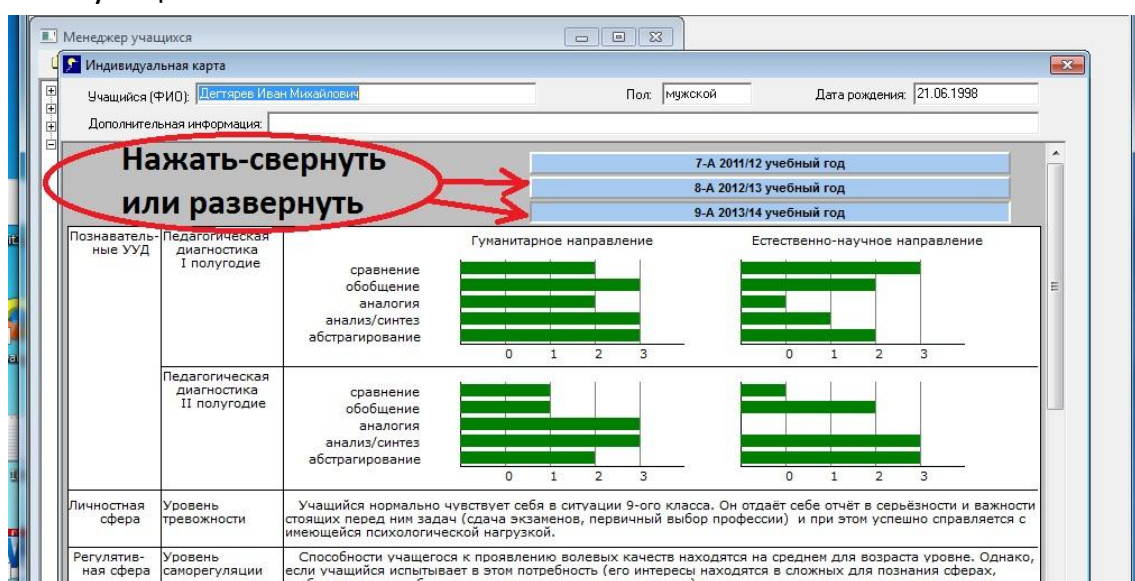 Менеджер учащихся
Индивидуальная карта
Учащийся (ФИО): Дегтярев Иван Михайлович Пол: мужской Дата рождения: 21.06.1998
Дополнительная информация:
Нажать-свернуть
или развернуть
7-А 2011/12 учебный год
8-А 2012/13 учебный год
9-А 2013/14 учебный год
Познаватель- Педагогическая Гуманитарное направление Естественно-научное направление
ные УУД диагностика
I полугодие
сравнение
обобщение
аналогия
анализ/синтез
абстрагирование
0 1 2 3 0 1 2 3
Педагогическая
диагностика
II полугодие
сравнение
обобщение
аналогия
анализ/синтез
абстрагирование
0 1 2 3 0 1 2 3
Личностная Уровень Учащийся нормально чувствует себя в ситуации 9-ого класса. Он отдаёт себе отчёт в серьёзности и важности
сфера тревожности стоящих перед ним задач (сдача экзаменов, первичный выбор профессии) и при этом успешно справляется с
имеющейся психологической нагрузкой.
Регулятив- Уровень Способности учащегося к проявлению волевых качеств находятся на среднем для возраста уровне. Однако,
ная сфера саморегуляции если учащийся испытывает в этом потребность (его интересы находятся в сложных для познания сферах,